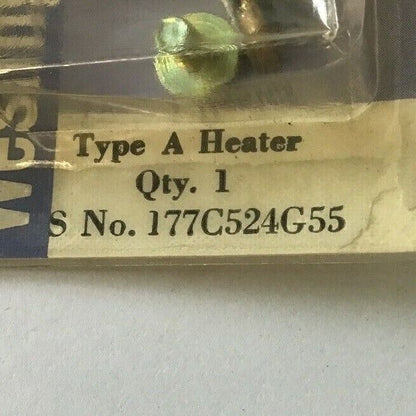 Type A Heater
Qty. 1
S No. 177C524G55